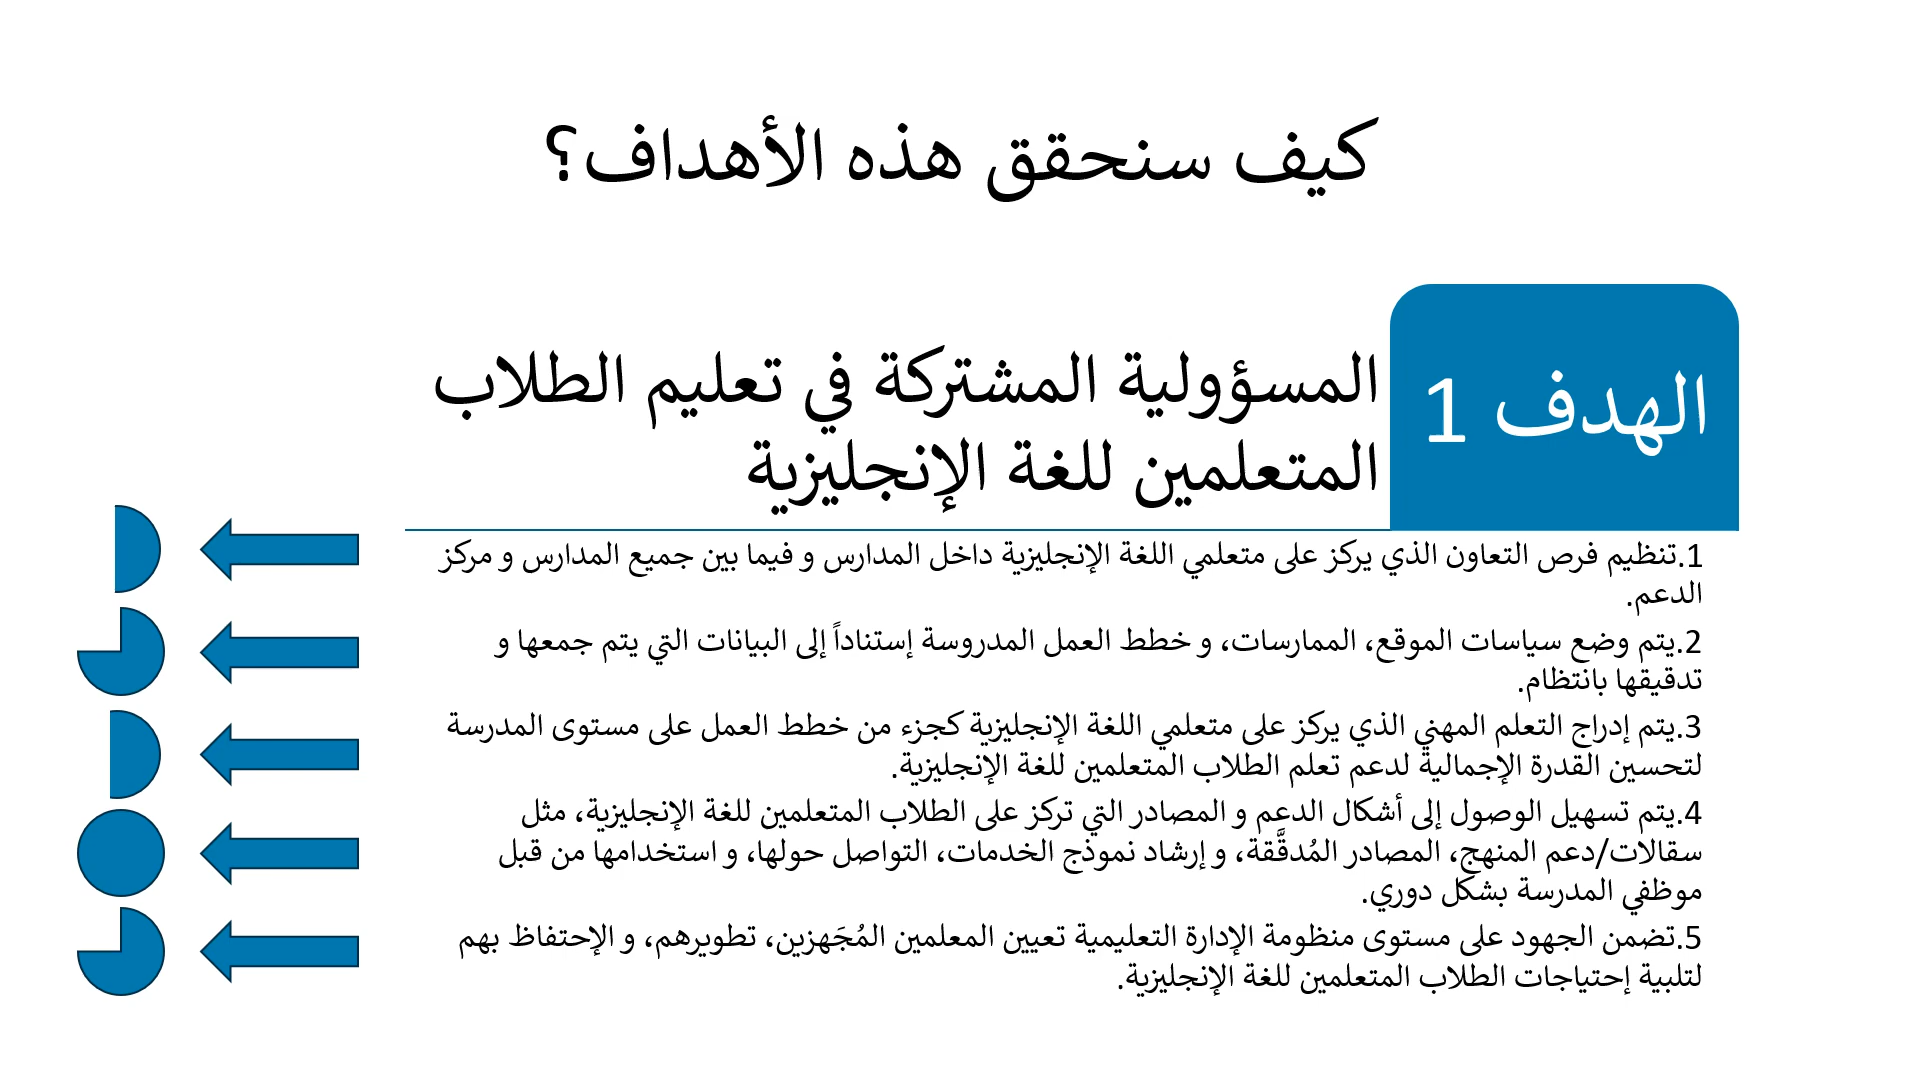 كيف سنحقق هذه الأهداف؟
الهدف 1
المسؤولية المشتركة في تعليم الطلاب
المتعلمين للغة الإنجليزية
1.تنظيم فرص التعاون الذي يركز على متعلمي اللغة الإنجليزية داخل المدارس و فيما بين جميع المدارس و مركز
الدعم.
2.يتم وضع سياسات الموقع، الممارسات، و خطط العمل المدروسة إستناداً إلى البيانات التي يتم جمعها و
تدقيقها بانتظام.
3.يتم إدراج التعلم المهني الذي يركز على متعلمي اللغة الإنجليزية كجزء من خطط العمل على مستوى المدرسة
لتحسين القدرة الإجمالية لدعم تعلم الطلاب المتعلمين للغة الإنجليزية.
4.يتم تسهيل الوصول إلى أشكال الدعم و المصادر التي تركز على الطلاب المتعلمين للغة الإنجليزية، مثل
سقالات/دعم المنهج، المصادر المُدقَّقة، و إرشاد نموذج الخدمات، التواصل حولها، و استخدامها من قبل
موظفي المدرسة بشكل دوري.
5.تضمن الجهود على مستوى منظومة الإدارة التعليمية تعيين المعلمين المُجَهزين، تطويرهم، و الإحتفاظ بهم
لتلبية إحتياجات الطلاب المتعلمين للغة الإنجليزية.